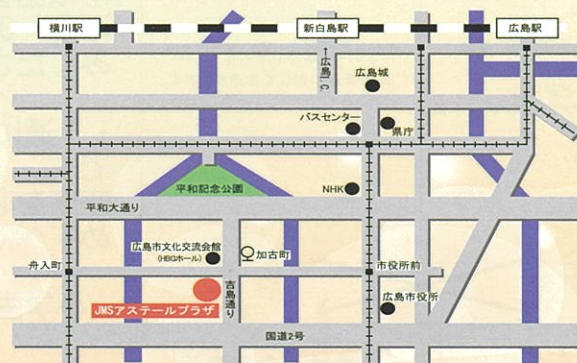 横川駅
新白島駅
広島駅
←広島IC
広島城
バスセンター
県庁
平和記念公園
NHK
平和大通り
広島市文化交流会館
(HBGホール)
加古町
舟入町
市役所前
吉島通り
JMSアステールプラザ
広島市役所
国道2号